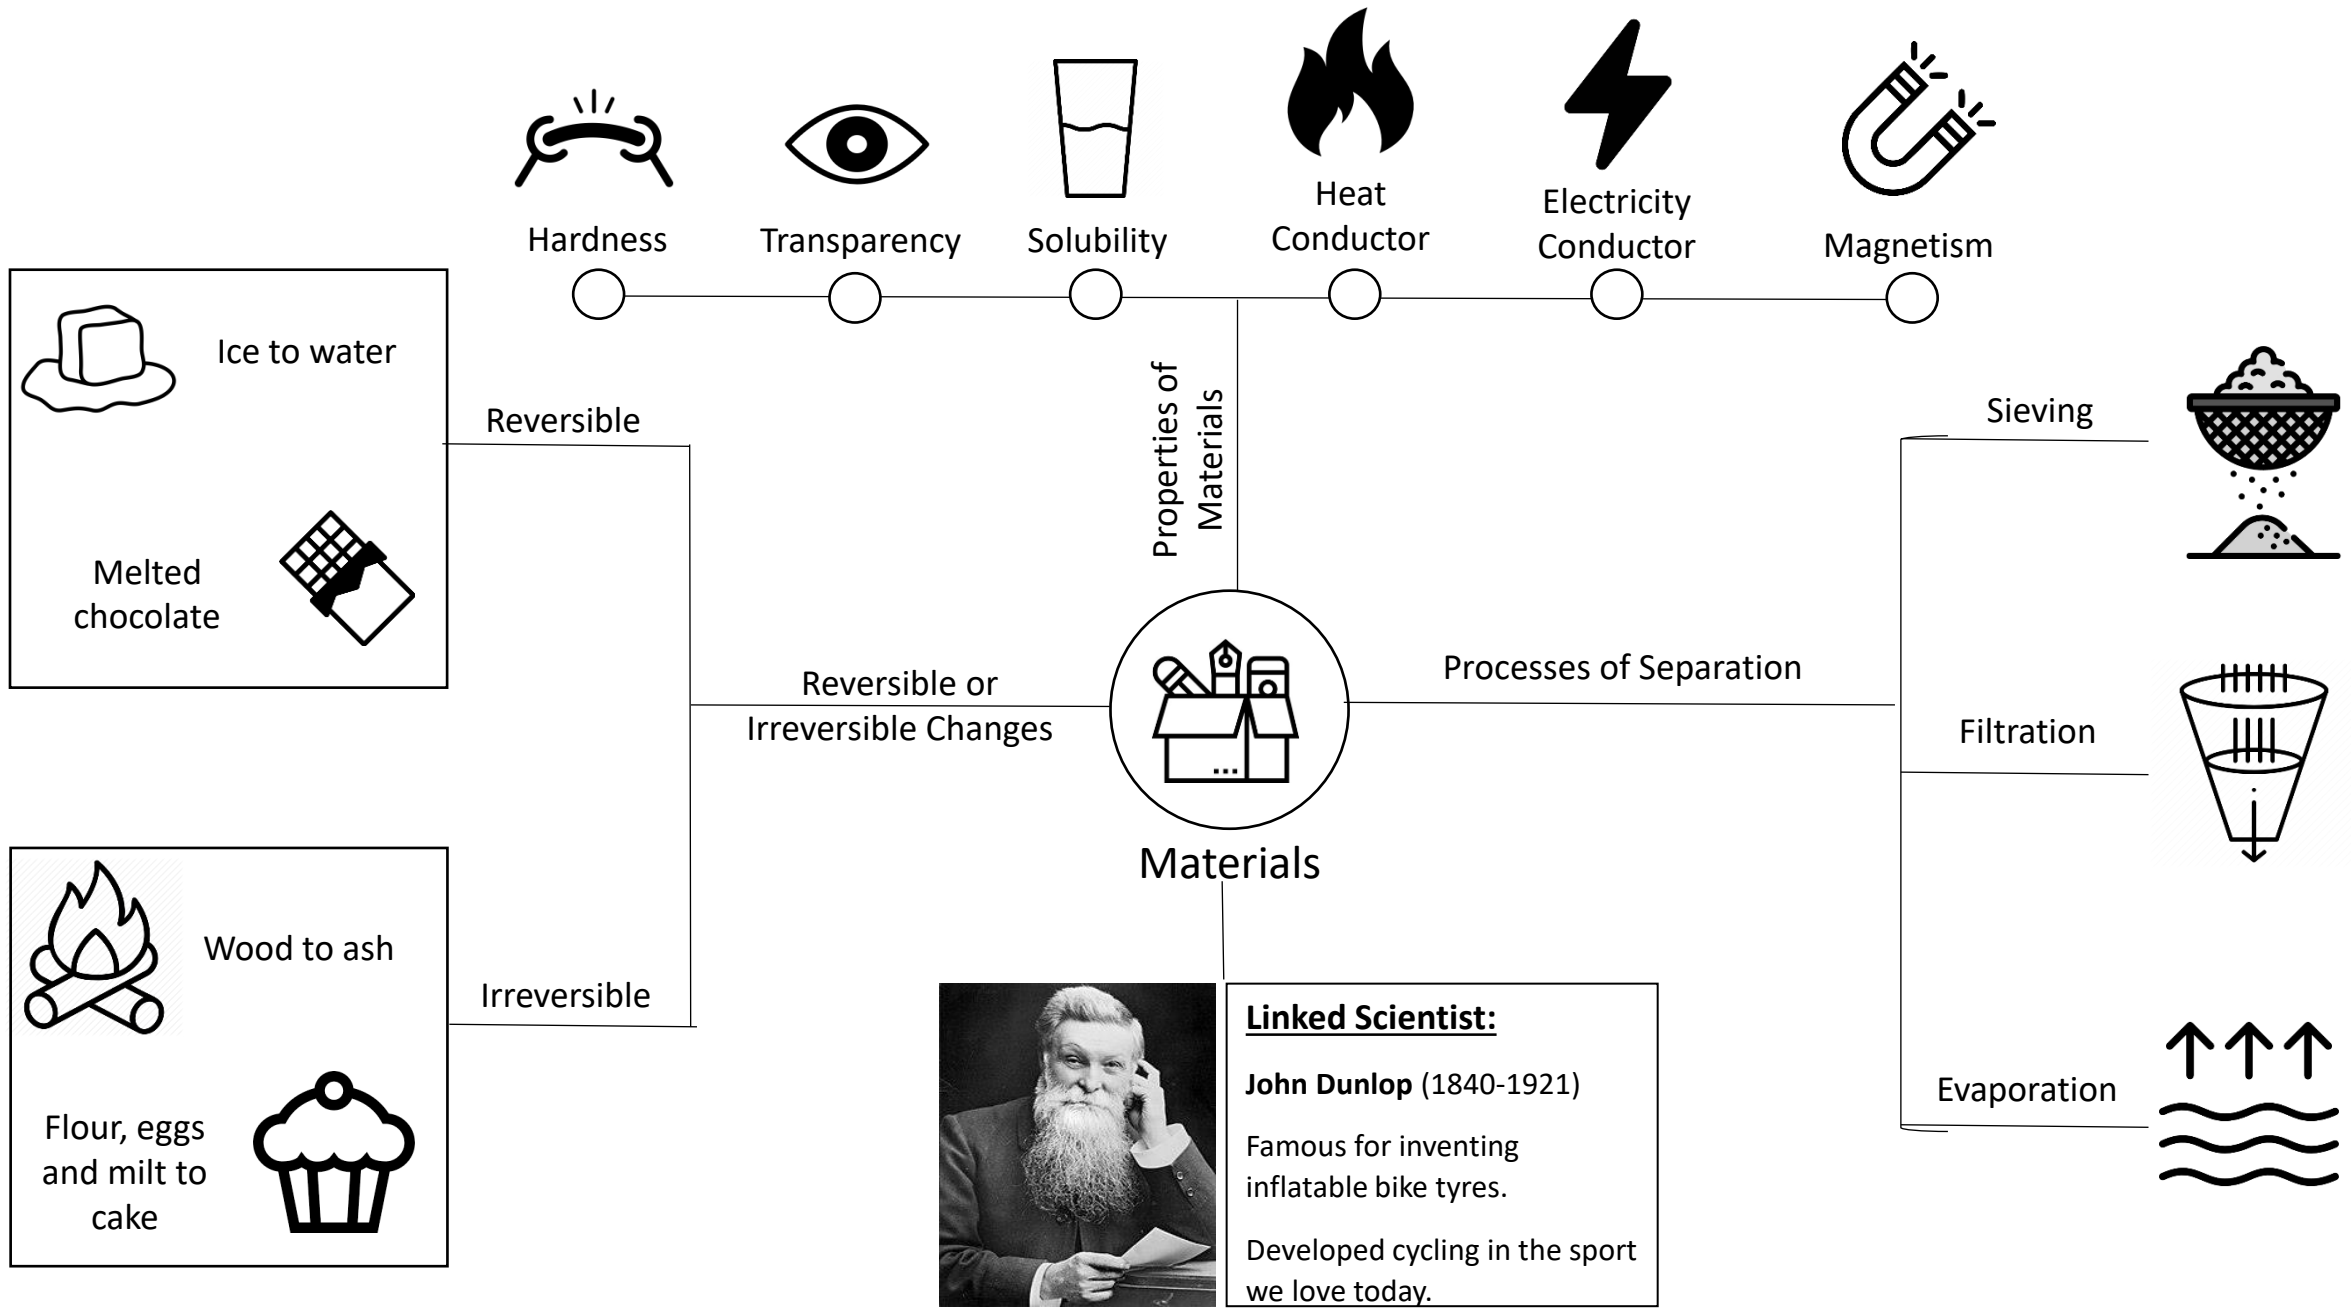 Hardness
Transparency
Solubility
Heat
Conductor
Electricity
Conductor
Magnetism
Ice to water
Melted
chocolate
Reversible
Properties of
Materials
Sieving
Reversible or
Irreversible Changes
Processes of Separation
Filtration
Materials
Wood to ash
Flour, eggs
and milt to
cake
Irreversible
Evaporation
Linked Scientist:
John Dunlop (1840-1921)
Famous for inventing
inflatable bike tyres.
Developed cycling in the sport
we love today.